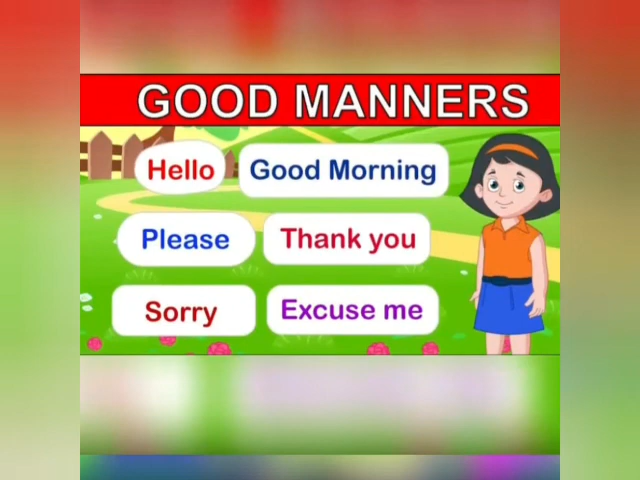 GOOD MANNERS
Hello Good Morning
Please Thank you
Sorry Excuse me